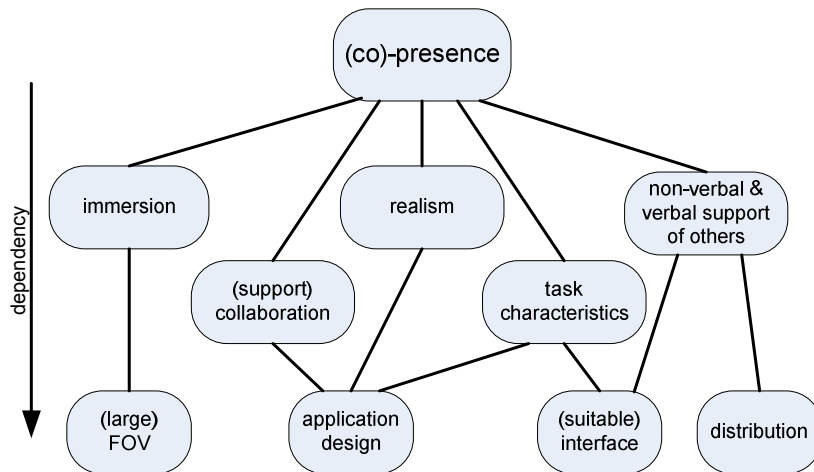 (co)-presence
immersion
realism
non-verbal &
verbal support
of others
dependency
(support)
collaboration
task
characteristics
(large)
FOV
application
design
(suitable)
interface
distribution